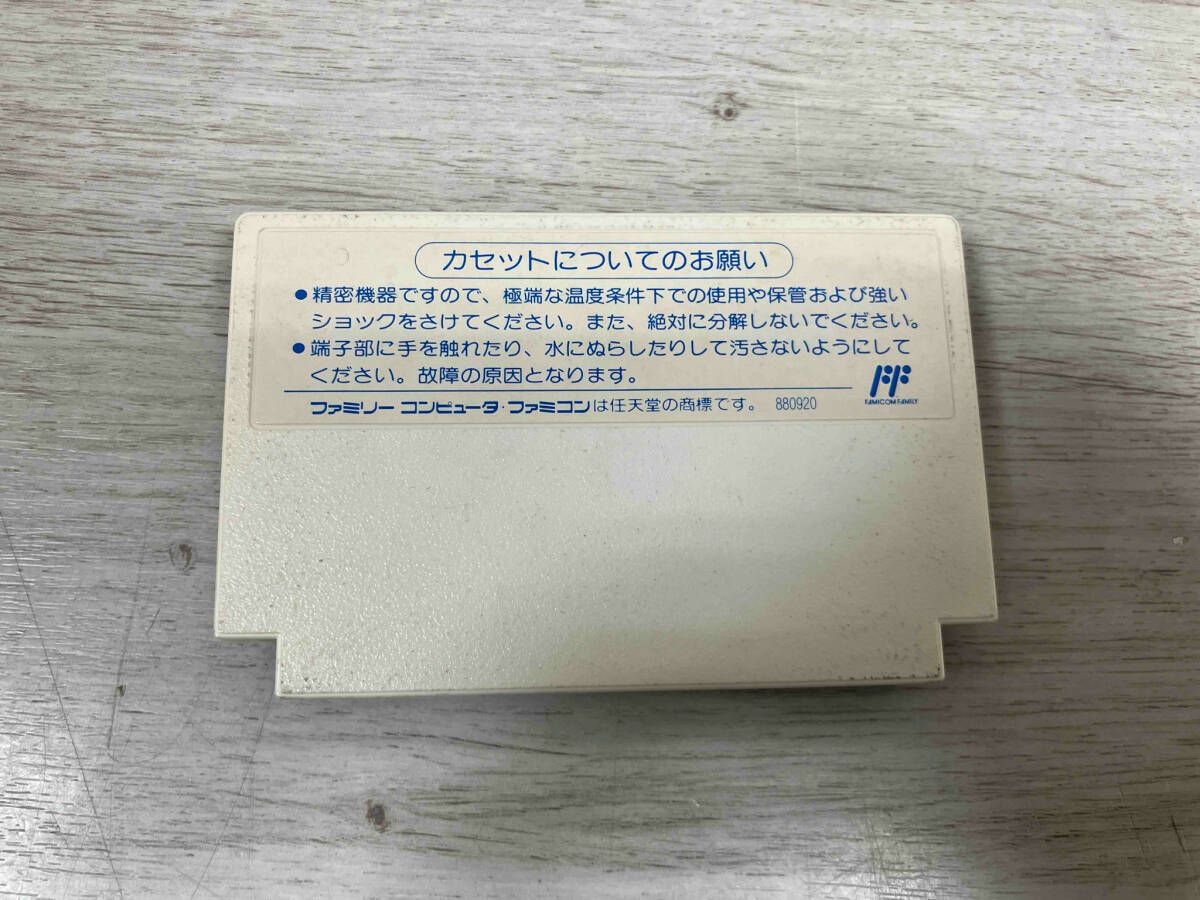 カセットについてのお願い
●精密機器ですので、極端な温度条件下での使用や保管および強い
ショックをさけてください。また、絶対に分解しないでください。
●端子部に手を触れたり、水にぬらしたりして汚さないようにして
ください。故障の原因となります。
FF
FAMICOM FAMILY
ファミリー コンピュータ・ファミコンは任天堂の商標です。 880920